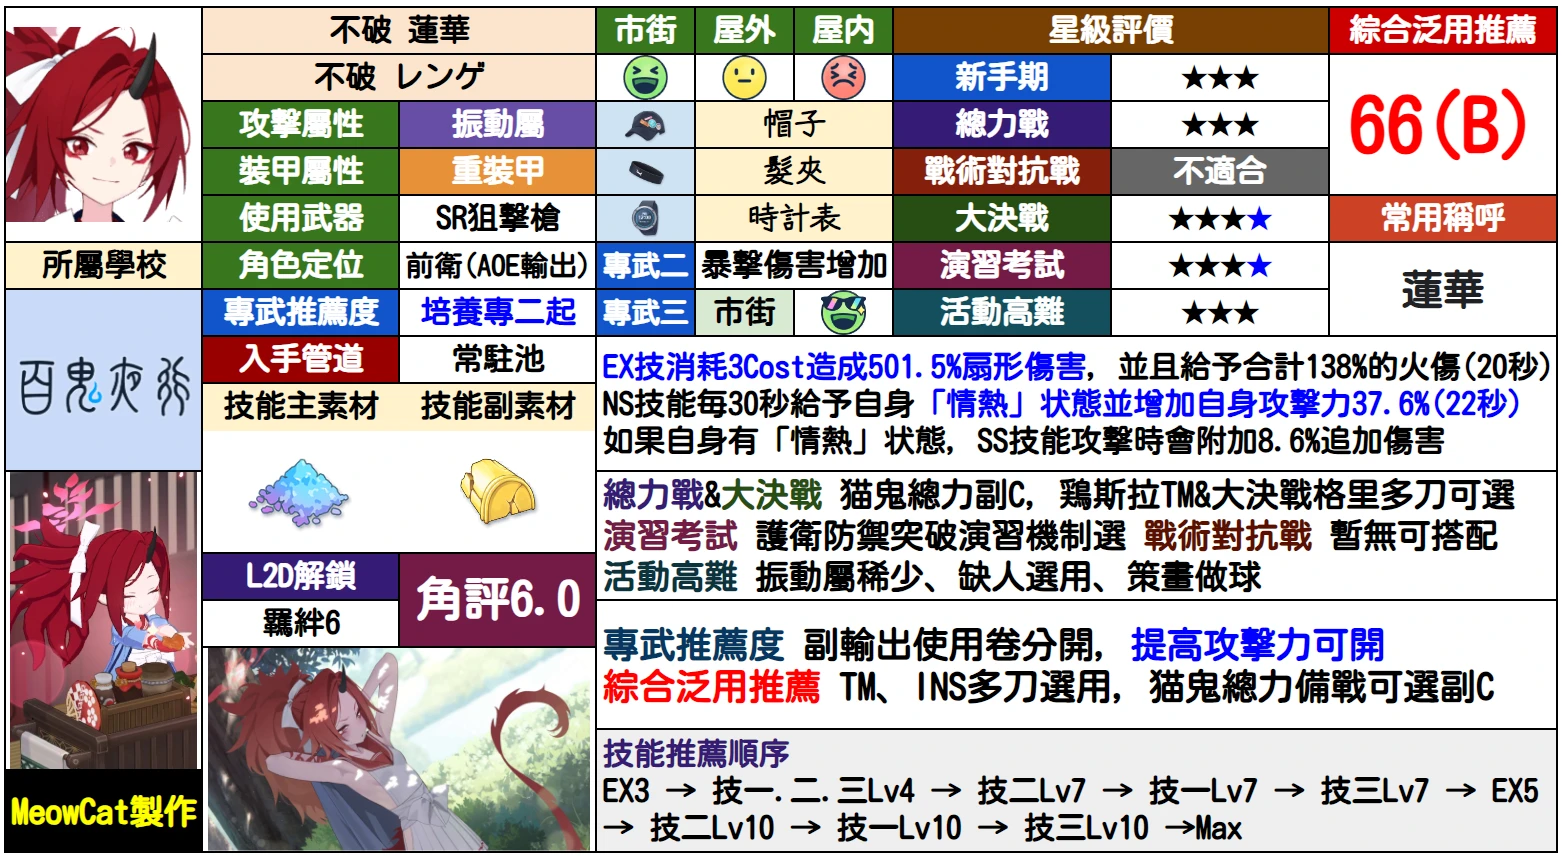 不破 蓮華
市街
屋外
屋内
星級評價
綜合泛用推薦
不破 レンゲ
新手期
★★★
66(B)
攻擊屬性
振動屬
帽子
總力戰
★★★
裝甲屬性
重裝甲
髮夾
戰術對抗戰
不適合
使用武器
SR狙擊槍
時計表
大決戰
★★★★
常用稱呼
所屬學校
角色定位
前衛(AOE輸出)
專武二
暴擊傷害增加
演習考試
★★★★
蓮華
專武推薦度
培養專二起
專武三
市街
活動高難
★★★
百鬼夜行
入手管道
常駐池
技能主素材
技能副素材
EX技消耗3Cost造成501.5%扇形傷害, 並且給予合計138%的火傷(20秒)
NS技能每30秒給予自身「情熱」状態並增加自身攻擊力37.6%(22秒)
如果自身有「情熱」状態, SS技能攻擊時會附加8.6%追加傷害
總力戰&大決戰 猫鬼總力副C, 鶏斯拉TM&大決戰格里多刀可選
演習考試 護衛防禦突破演習機制選 戰術對抗戰 暫無可搭配
活動高難 振動屬稀少、缺人選用、策畫做球
L2D解鎖
羈絆6
角評6.0
專武推薦度 副輸出使用卷分開, 提高攻擊力可開
綜合泛用推薦 TM、INS多刀選用, 猫鬼總力備戰可選副C
技能推薦順序
EX3 → 技一.二.三Lv4 → 技二Lv7 → 技一Lv7 → 技三Lv7 → EX5
→ 技二Lv10 → 技一Lv10 → 技三Lv10 →Max
MeowCat製作